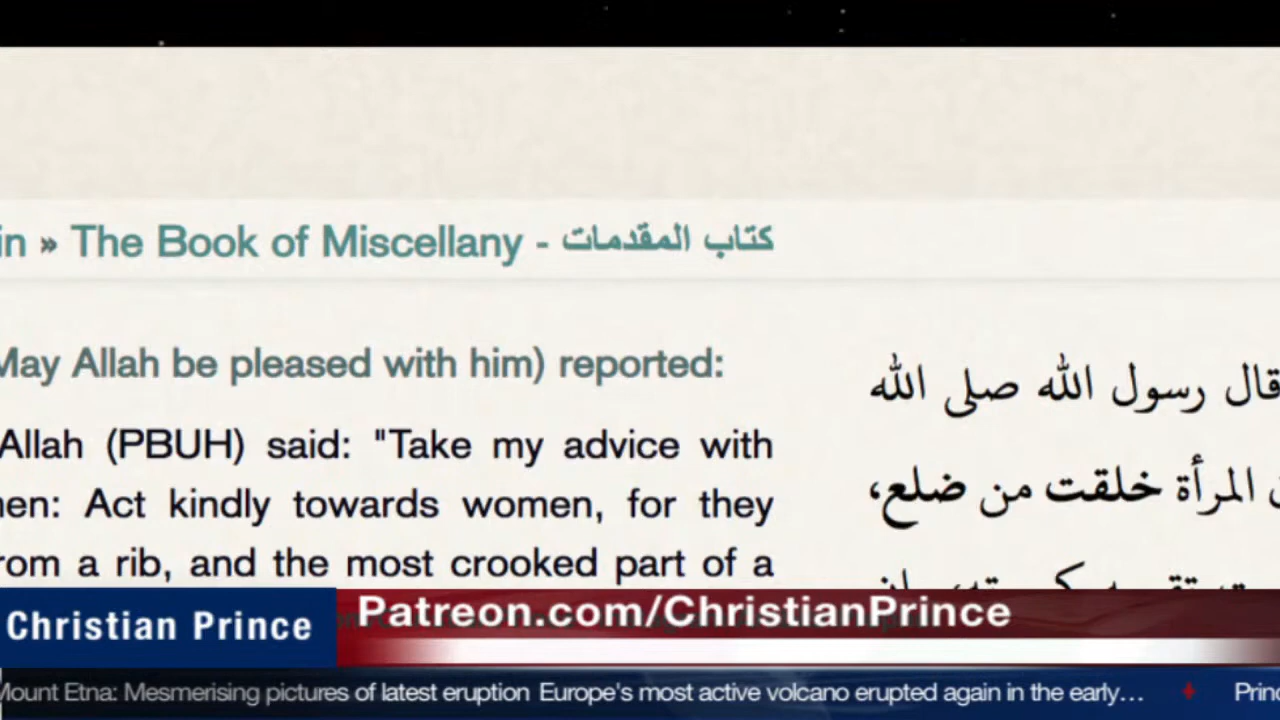 in » The Book of Miscellany - كتاب المقدمات
May Allah be pleased with him) reported:
Allah (PBUH) said: "Take my advice with
men: Act kindly towards women, for they
rom a rib, and the most crooked part of a
قال رسول الله صلى الله
المرأة خلقت من ضلع،
Christian Prince
Patreon.com/ChristianPrince
Mount Etna: Mesmerising pictures of latest eruption Europe's most active volcano erupted again in the early… Princ